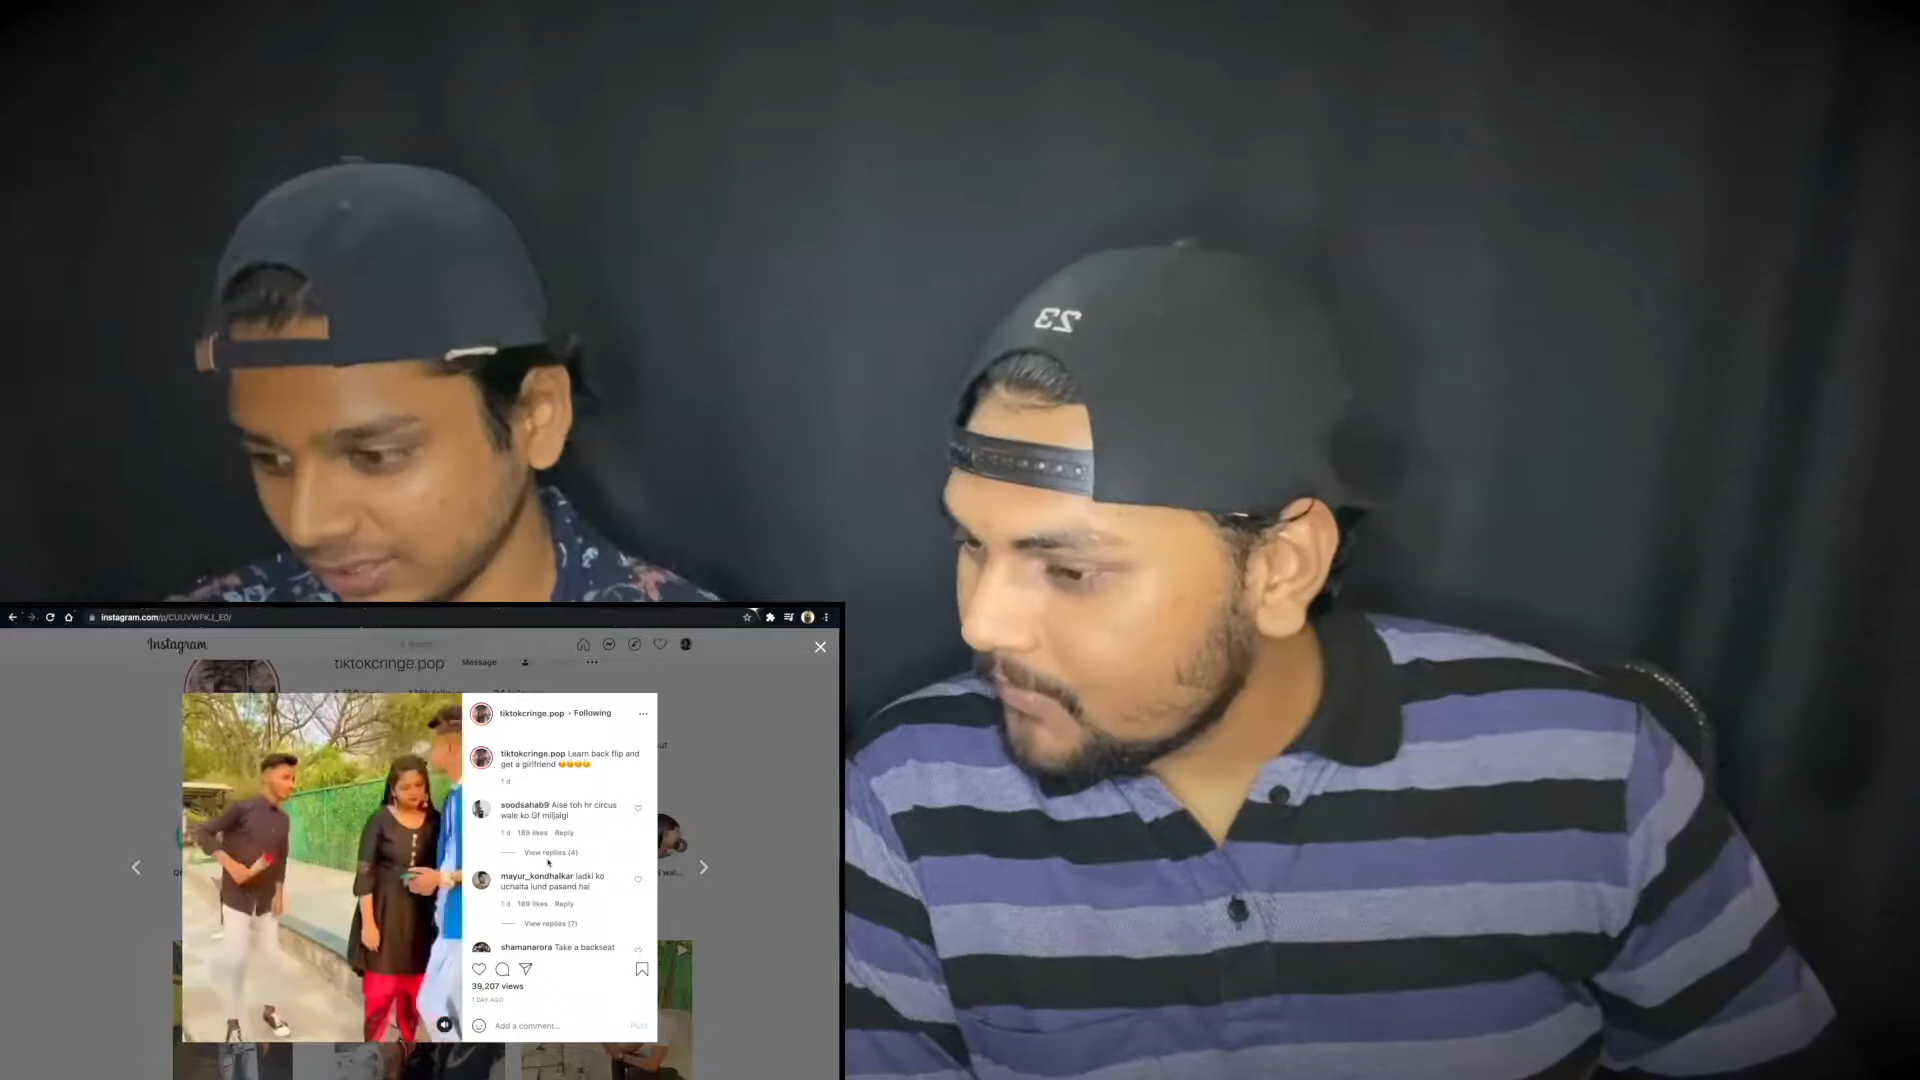 23
instagram.com/p/CUUVWFKJ_E0/
Instagram
Search
tiktokcringe.pop Message
tiktokcringe.pop • Following
tiktokcringe.pop Learn back flip and
get a girlfriend 😍😍😍😍
1 d
soodsahab9 Aise toh hr circus
wale ko Gf miljaigi
1 d 189 likes Reply
View replies (4)
mayur_kondhalkar ladki ko
uchalta lund pasand hai
1 d 189 likes Reply
View replies (7)
shamanarora Take a backseat
39,207 views
1 DAY AGO
Add a comment...
Post